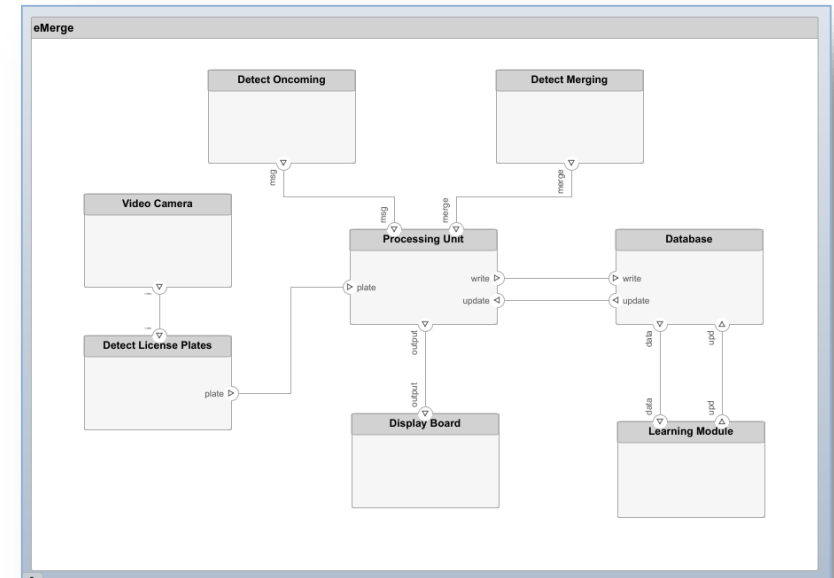 eMerge
Detect Oncoming
Detect Merging
msg
merge
Video Camera
msg
merge
Processing Unit
Database
write
write
plate
update
update
output
data
upd
Detect License Plates
plate
output
data
upd
Display Board
Learning Module